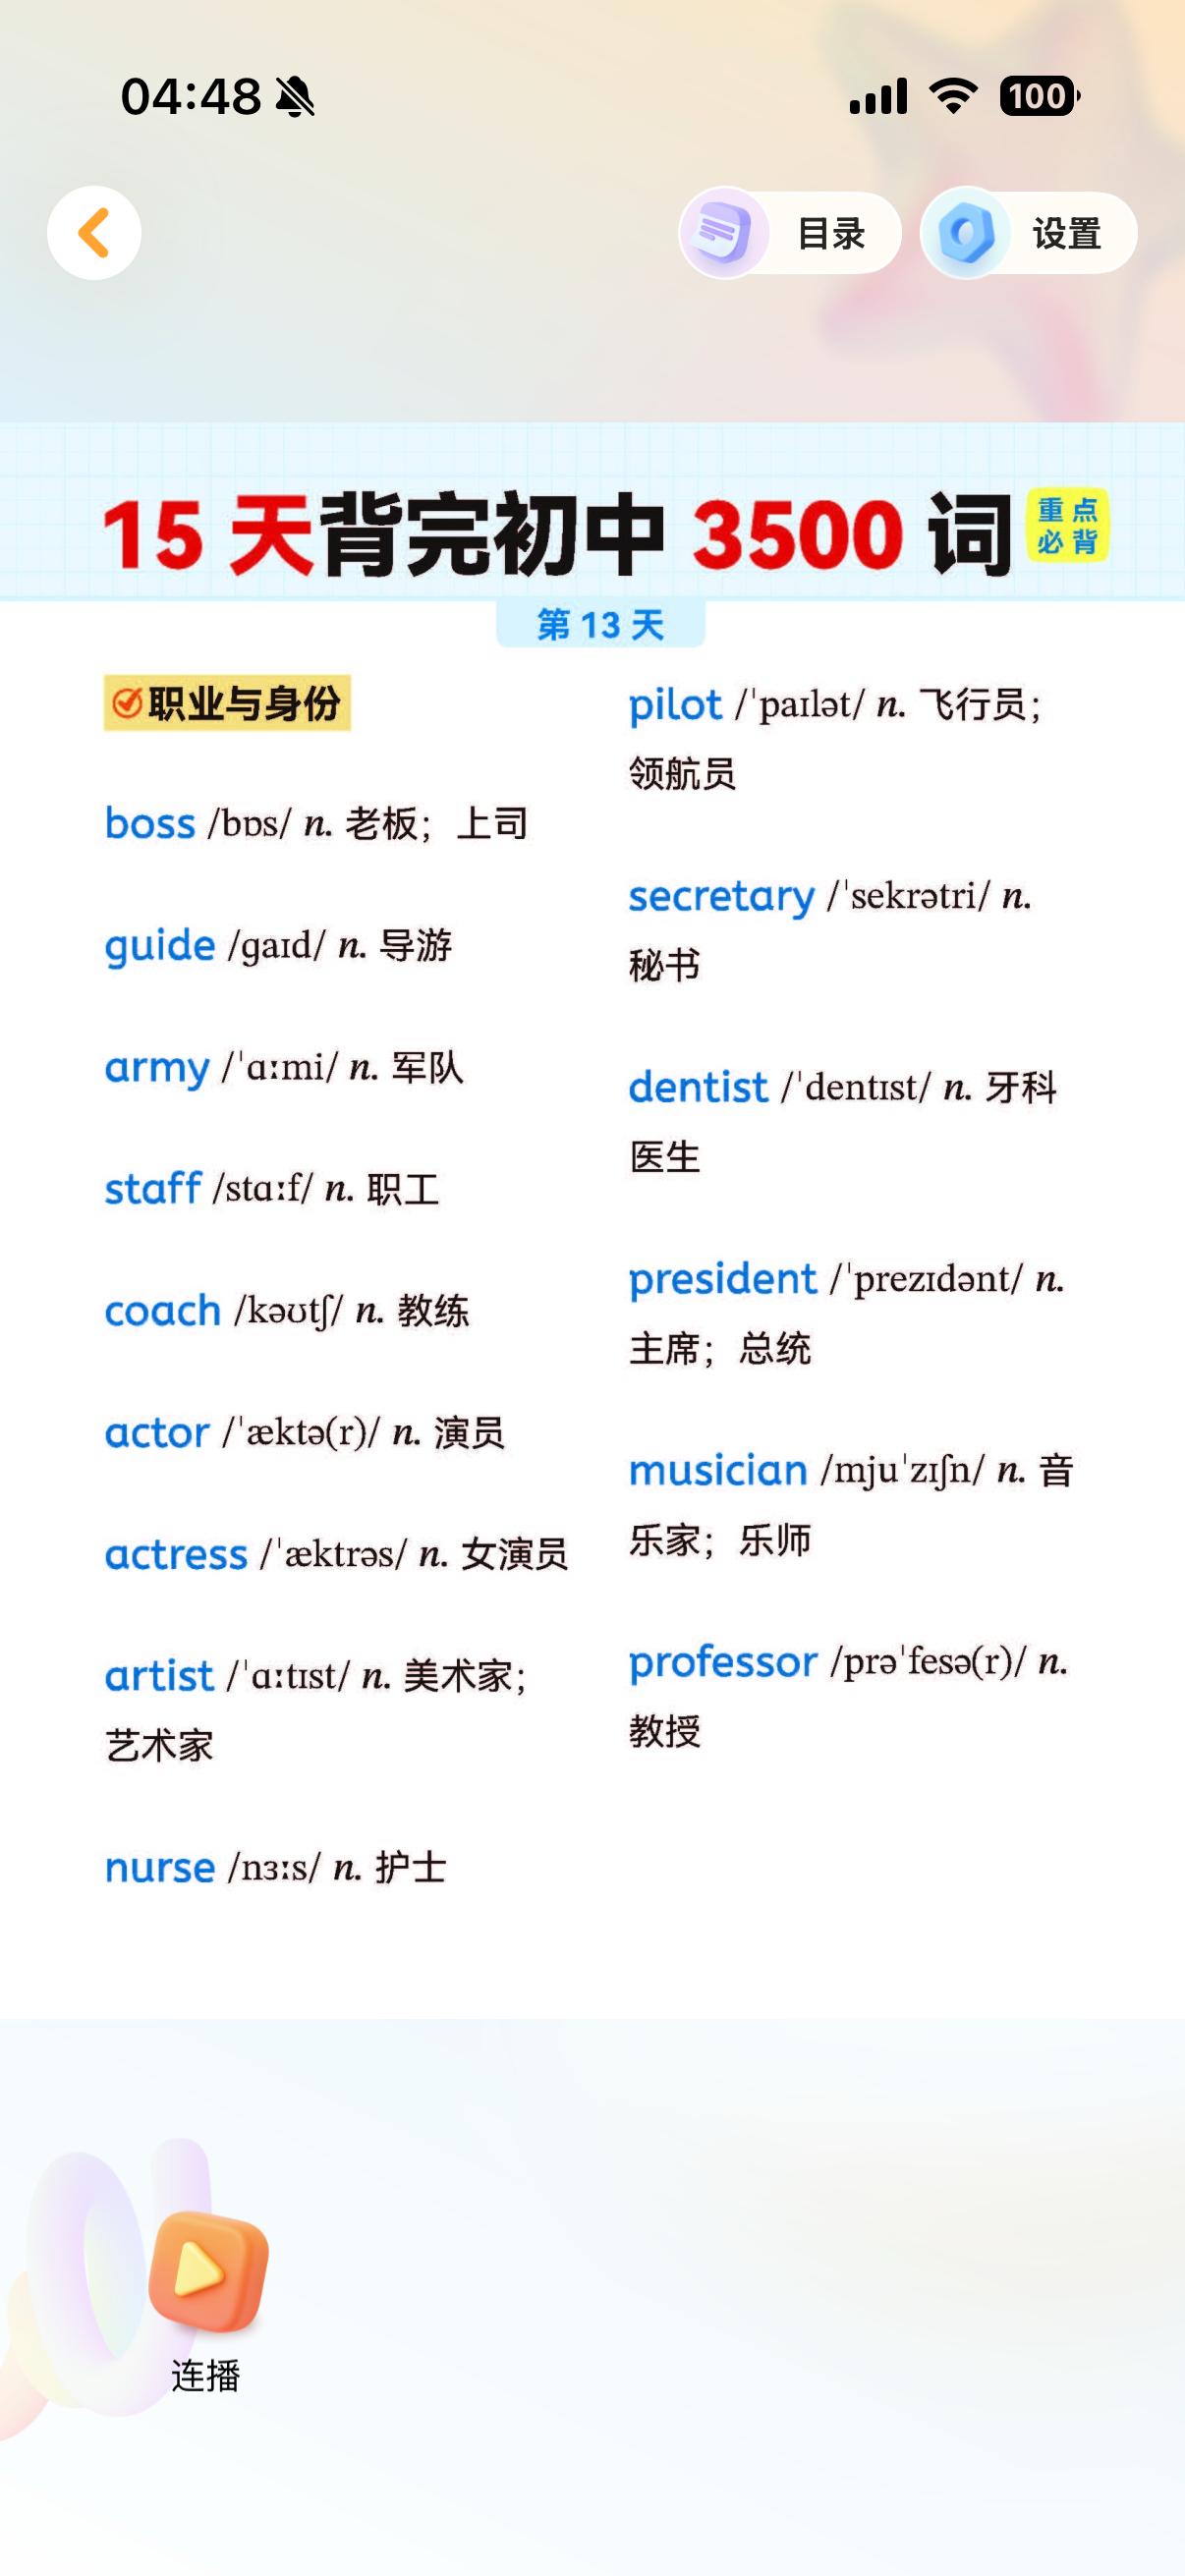 04:48
100
目录
设置
15 天背完初中 3500 词
重点
必背
第 13 天
职业与身份
boss /bɒs/ n. 老板；上司
guide /ɡaɪd/ n. 导游
army /ˈɑːmi/ n. 军队
staff /stɑːf/ n. 职工
coach /kəʊtʃ/ n. 教练
actor /ˈæktə(r)/ n. 演员
actress /ˈæktrəs/ n. 女演员
artist /ˈɑːtɪst/ n. 美术家；
艺术家
nurse /nɜːs/ n. 护士
pilot /ˈpaɪlət/ n. 飞行员；
领航员
secretary /ˈsekrətri/ n.
秘书
dentist /ˈdentɪst/ n. 牙科
医生
president /ˈprezɪdənt/ n.
主席；总统
musician /mjuˈzɪʃn/ n. 音
乐家；乐师
professor /prəˈfesə(r)/ n.
教授
连播